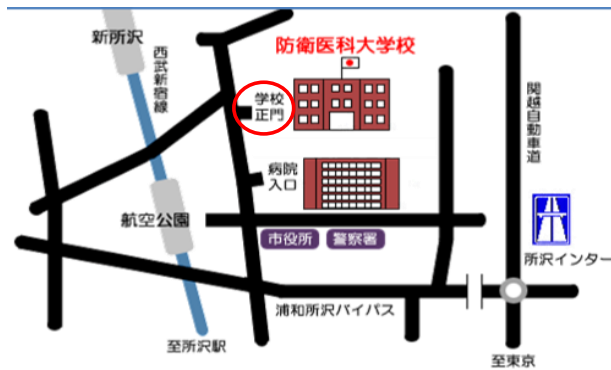 新所沢
西武新宿線
防衛医科大学校
学校
正門
関越自動車道
病院
入口
航空公園
市役所
警察署
所沢インター
浦和所沢バイパス
至所沢駅
至東京